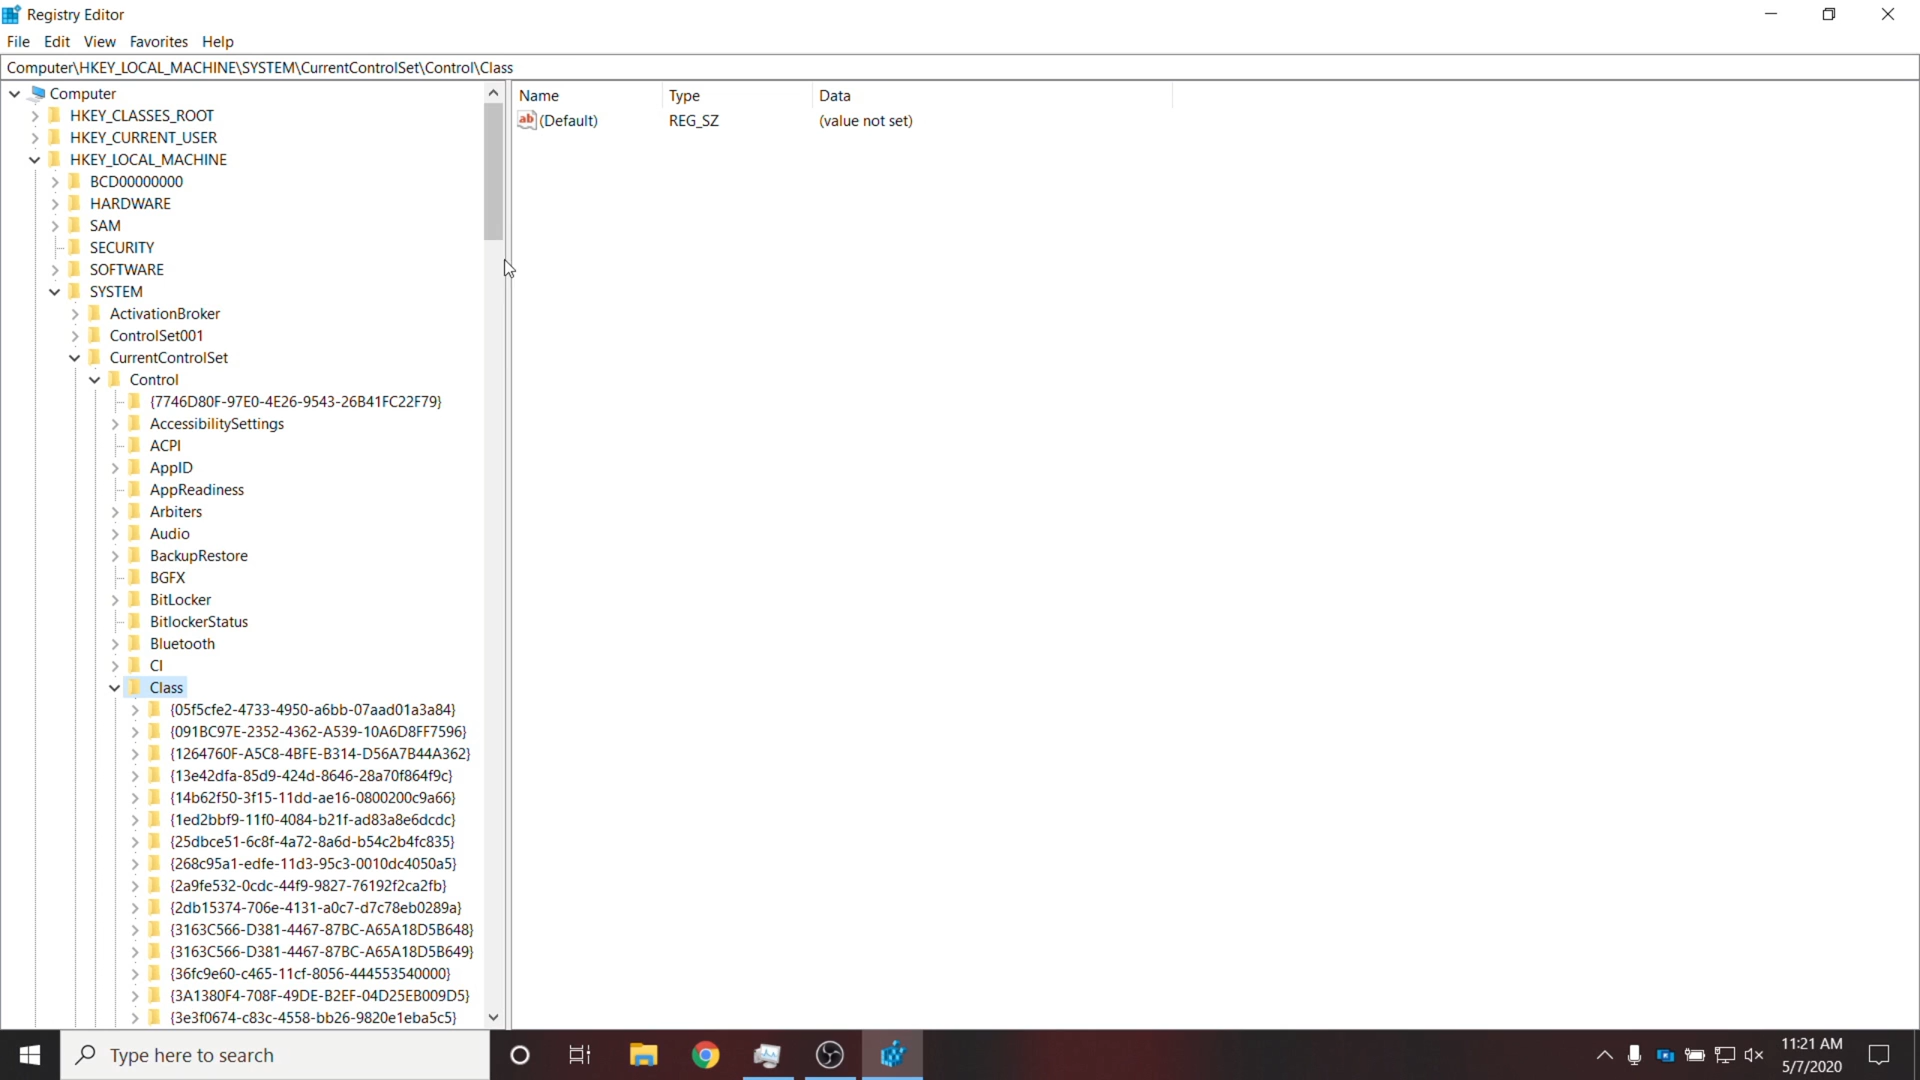 Registry Editor
File Edit View Favorites Help
Computer\HKEY_LOCAL_MACHINE\SYSTEM\CurrentControlSet\Control\Class
Computer
HKEY_CLASSES_ROOT
HKEY_CURRENT_USER
HKEY_LOCAL_MACHINE
BCD00000000
HARDWARE
SAM
SECURITY
SOFTWARE
SYSTEM
ActivationBroker
ControlSet001
CurrentControlSet
Control
{7746D80F-97E0-4E26-9543-26B41FC22F79}
AccessibilitySettings
ACPI
AppID
AppReadiness
Arbiters
Audio
BackupRestore
BGFX
BitLocker
BitlockerStatus
Bluetooth
CI
Class
{05f5cfe2-4733-4950-a6bb-07aad01a3a84}
{091BC97E-2352-4362-A539-10A6D8FF7596}
{1264760F-A5C8-4BFE-B314-D56A7B44A362}
{13e42dfa-85d9-424d-8646-28a70f864f9c}
{14b62f50-3f15-11dd-ae16-0800200c9a66}
{1ed2bbf9-11f0-4084-b21f-ad83a8e6dcdc}
{25dbce51-6c8f-4a72-8a6d-b54c2b4fc835}
{268c95a1-edfe-11d3-95c3-0010dc4050a5}
{2a9fe532-0cdc-44f9-9827-76192f2ca2fb}
{2db15374-706e-4131-a0c7-d7c78eb0289a}
{3163C566-D381-4467-87BC-A65A18D5B648}
{3163C566-D381-4467-87BC-A65A18D5B649}
{36fc9e60-c465-11cf-8056-444553540000}
{3A1380F4-708F-49DE-B2EF-04D25EB009D5}
{3e3f0674-c83c-4558-bb26-9820e1eba5c5}
Name Type Data
ab (Default) REG_SZ (value not set)
Type here to search
11:21 AM
5/7/2020